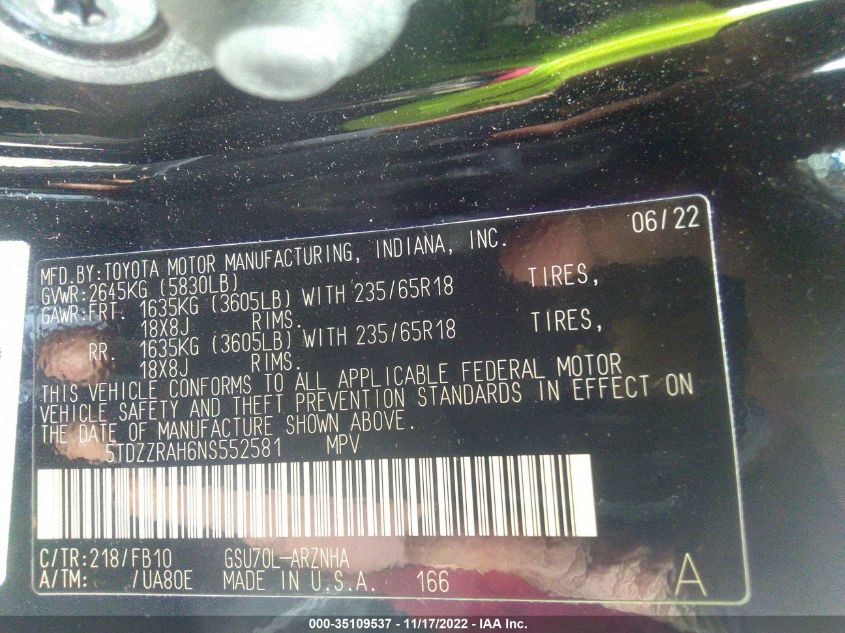 06/22
MFD.BY:TOYOTA MOTOR MANUFACTURING, INDIANA, INC.
GVWR:2645KG (5830LB)
GAWR:FRT. 1635KG (3605LB) WITH 235/65R18 TIRES,
18X8J RIMS.
RR. 1635KG (3605LB) WITH 235/65R18 TIRES,
18X8J RIMS.
THIS VEHICLE CONFORMS TO ALL APPLICABLE FEDERAL MOTOR
VEHICLE SAFETY AND THEFT PREVENTION STANDARDS IN EFFECT ON
THE DATE OF MANUFACTURE SHOWN ABOVE.
5TDZZRAH6NS552581 MPV
C/TR:218/FB10 GSU70L-ARZNHA
A/TM: /UA80E MADE IN U.S.A. 166 A
000-35109537 - 11/17/2022 - IAA Inc.